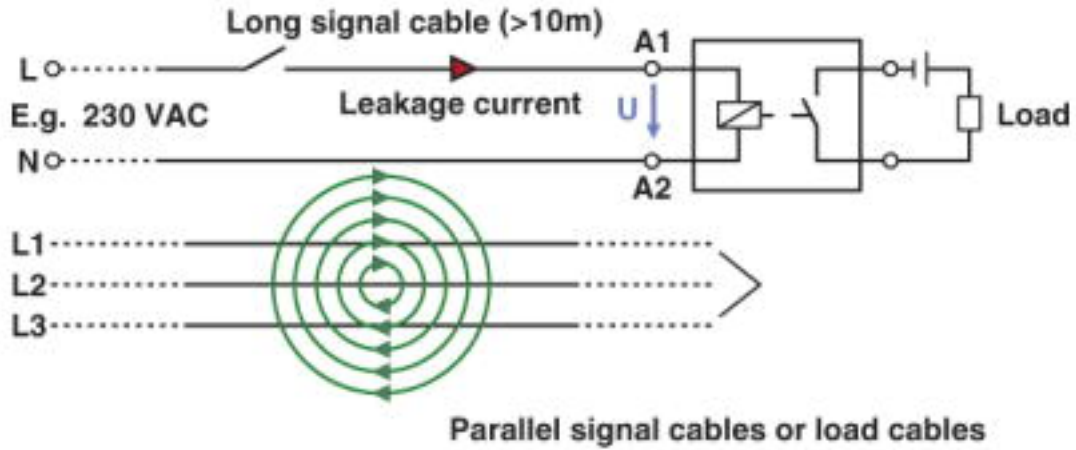 Long signal cable (>10m)
A1
L
Leakage current
E.g. 230 VAC
U
Load
N
A2
L1
L2
L3
Parallel signal cables or load cables